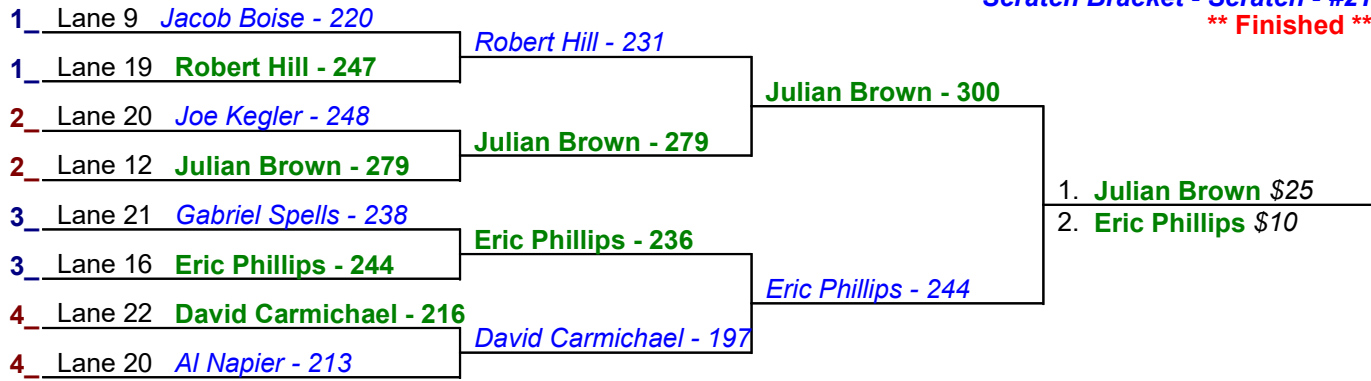 Scratch Bracket - Scratch - #21
** Finished **
1_ Lane 9 Jacob Boise - 220
1_ Lane 19 Robert Hill - 247
2_ Lane 20 Joe Kegler - 248
2_ Lane 12 Julian Brown - 279
3_ Lane 21 Gabriel Spells - 238
3_ Lane 16 Eric Phillips - 244
4_ Lane 22 David Carmichael - 216
4_ Lane 20 Al Napier - 213
Robert Hill - 231
Julian Brown - 279
Eric Phillips - 236
David Carmichael - 197
Julian Brown - 300
Eric Phillips - 244
1. Julian Brown $25
2. Eric Phillips $10